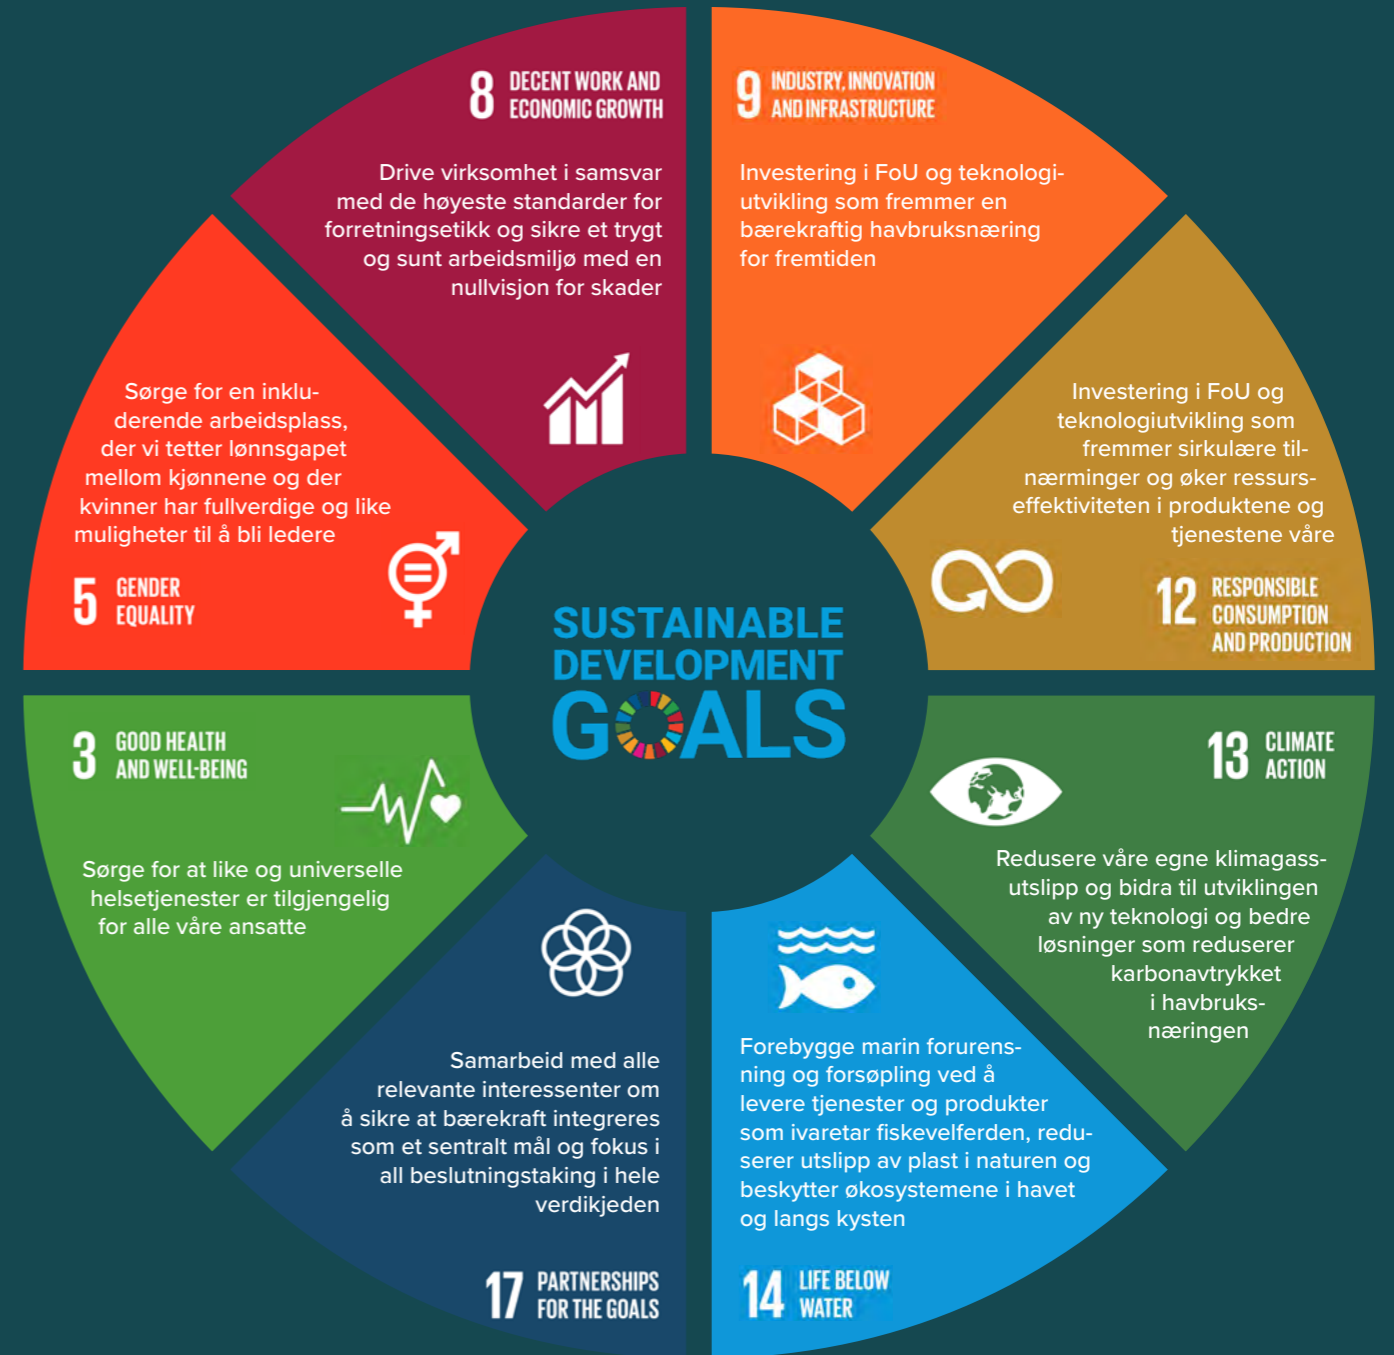 8 DECENT WORK AND
ECONOMIC GROWTH
Drive virksomhet i samsvar
med de høyeste standarder for
forretningsetikk og sikre et trygt
og sunt arbeidsmiljø med en
nullvisjon for skader
9 INDUSTRY, INNOVATION
AND INFRASTRUCTURE
Investering i FoU og teknologi-
utvikling som fremmer en
bærekraftig havbruksnæring
for fremtiden
Sørge for en inklu-
derende arbeidsplass,
der vi tetter lønnsgapet
mellom kjønnene og der
kvinner har fullverdige og like
muligheter til å bli ledere
5 GENDER
EQUALITY
Investering i FoU og
teknologiutvikling som
fremmer sirkulære til-
nærminger og øker ressurs-
effektiviteten i produktene og
tjenestene våre
12 RESPONSIBLE
CONSUMPTION
AND PRODUCTION
SUSTAINABLE
DEVELOPMENT
GOALS
3 GOOD HEALTH
AND WELL-BEING
Sørge for at like og universelle
helsetjenester er tilgjengelig
for alle våre ansatte
13 CLIMATE
ACTION
Redusere våre egne klimagass-
utslipp og bidra til utviklingen
av ny teknologi og bedre
løsninger som reduserer
karbonavtrykket
i havbruks-
næringen
Samarbeid med alle
relevante interessenter om
å sikre at bærekraft integreres
som et sentralt mål og fokus i
all beslutningstaking i hele
verdikjeden
17 PARTNERSHIPS
FOR THE GOALS
Forebygge marin forurens-
ning og forsøpling ved å
levere tjenester og produkter
som ivaretar fiskevelferden, redu-
serer utslipp av plast i naturen og
beskytter økosystemene i havet
og langs kysten
14 LIFE BELOW
WATER